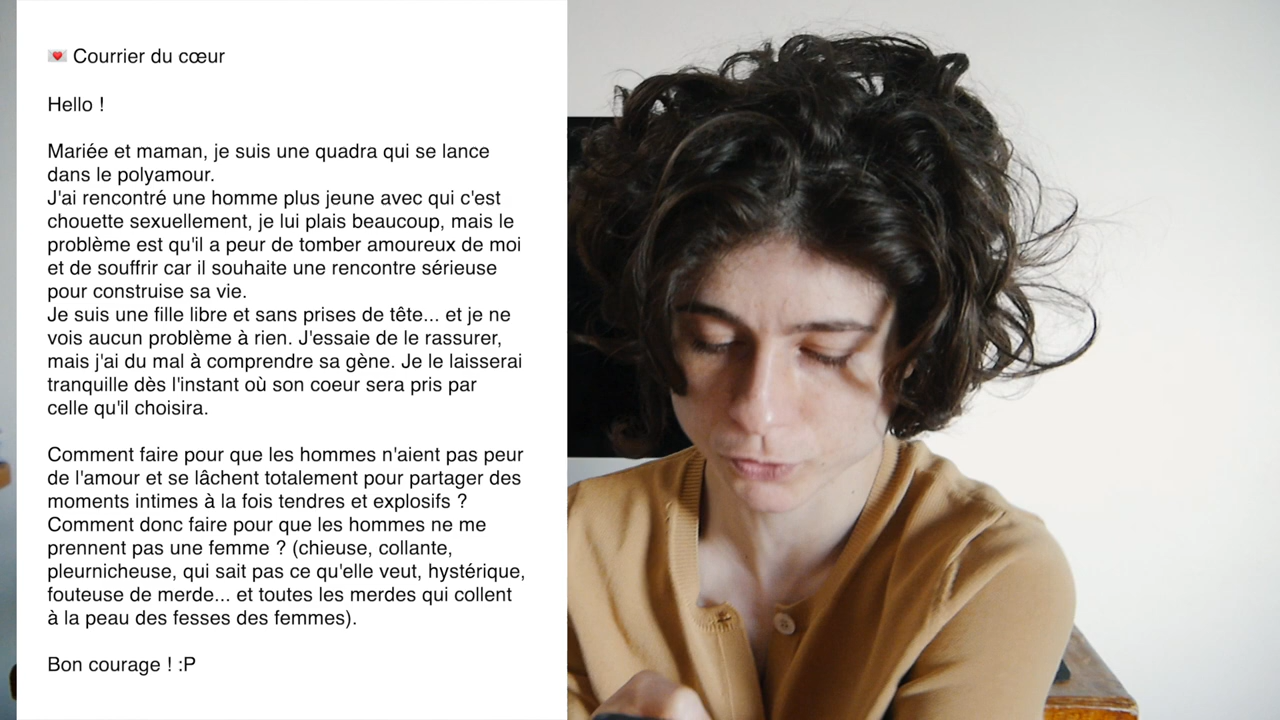 💌 Courrier du cœur
Hello !
Mariée et maman, je suis une quadra qui se lance
dans le polyamour.
J'ai rencontré une homme plus jeune avec qui c'est
chouette sexuellement, je lui plais beaucoup, mais le
problème est qu'il a peur de tomber amoureux de moi
et de souffrir car il souhaite une rencontre sérieuse
pour construise sa vie.
Je suis une fille libre et sans prises de tête... et je ne
vois aucun problème à rien. J'essaie de le rassurer,
mais j'ai du mal à comprendre sa gène. Je le laisserai
tranquille dès l'instant où son coeur sera pris par
celle qu'il choisira.
Comment faire pour que les hommes n'aient pas peur
de l'amour et se lâchent totalement pour partager des
moments intimes à la fois tendres et explosifs ?
Comment donc faire pour que les hommes ne me
prennent pas une femme ? (chieuse, collante,
pleurnicheuse, qui sait pas ce qu'elle veut, hystérique,
fouteuse de merde... et toutes les merdes qui collent
à la peau des fesses des femmes).
Bon courage ! :P